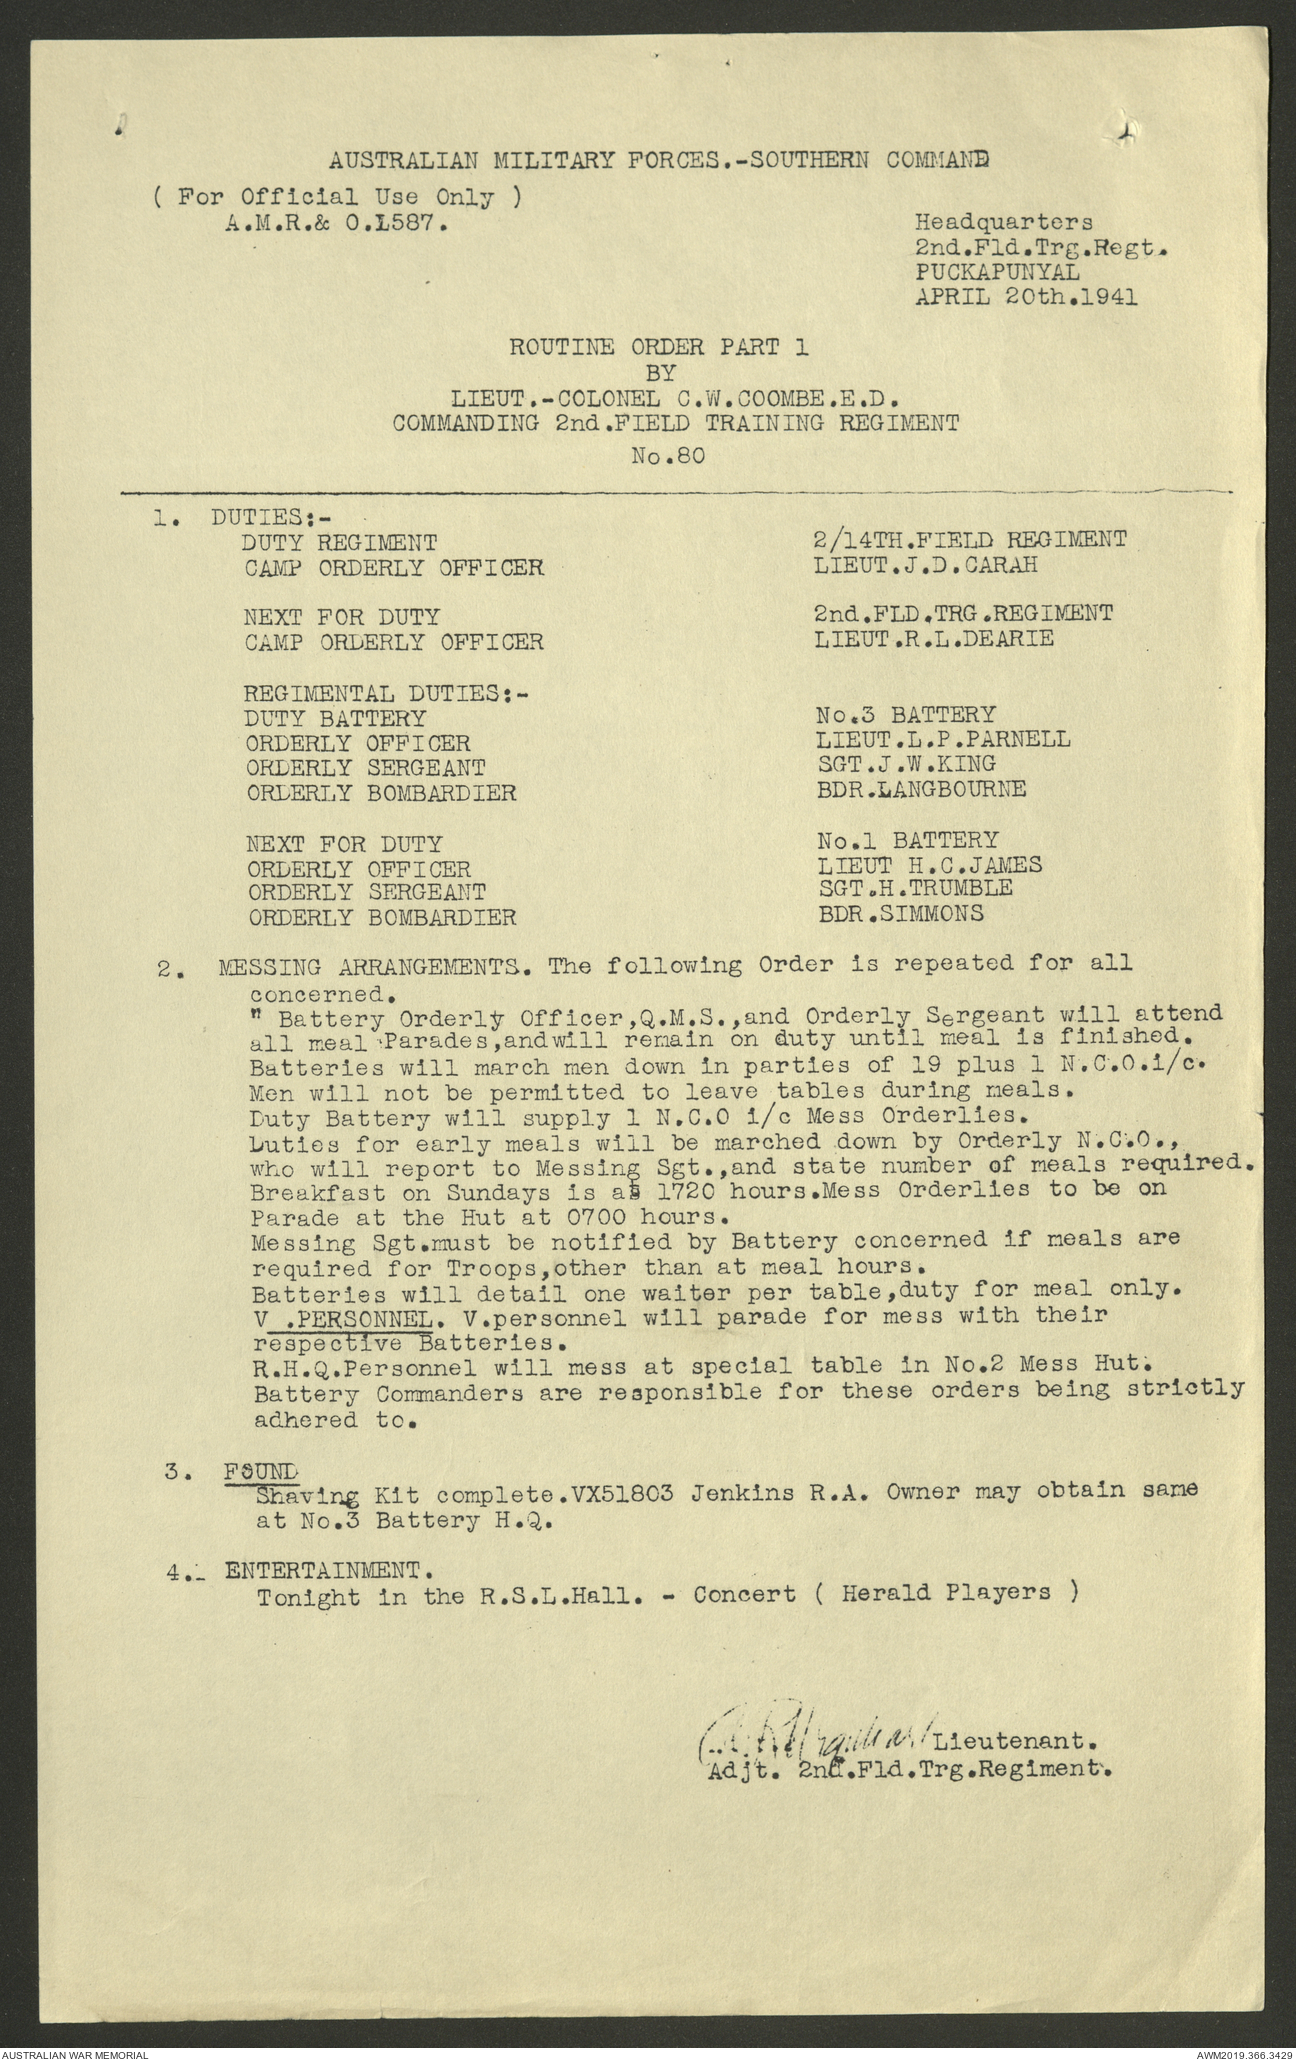 AUSTRALIAN MILITARY FORCES.-SOUTHERN COMMAND
( For Official Use Only )
A.M.R.& O.L587.
Headquarters
2nd.Fld.Trg.Regt.
PUCKAPUNYAL
APRIL 20th.1941
ROUTINE ORDER PART 1
BY
LIEUT.-COLONEL C.W.COOMBE.E.D.
COMMANDING 2nd.FIELD TRAINING REGIMENT
No.80
1. DUTIES:-
DUTY REGIMENT 2/14TH.FIELD REGIMENT
CAMP ORDERLY OFFICER LIEUT.J.D.CARAH
NEXT FOR DUTY 2nd.FLD.TRG.REGIMENT
CAMP ORDERLY OFFICER LIEUT.R.L.DEARIE
REGIMENTAL DUTIES:-
DUTY BATTERY No.3 BATTERY
ORDERLY OFFICER LIEUT.L.P.PARNELL
ORDERLY SERGEANT SGT.J.W.KING
ORDERLY BOMBARDIER BDR.LANGBOURNE
NEXT FOR DUTY No.1 BATTERY
ORDERLY OFFICER LIEUT H.C.JAMES
ORDERLY SERGEANT SGT.H.TRUMBLE
ORDERLY BOMBARDIER BDR.SIMMONS
2. MESSING ARRANGEMENTS. The following Order is repeated for all
concerned.
" Battery Orderly Officer,Q.M.S.,and Orderly Sergeant will attend
all meal Parades,andwill remain on duty until meal is finished.
Batteries will march men down in parties of 19 plus 1 N.C.O.i/c.
Men will not be permitted to leave tables during meals.
Duty Battery will supply 1 N.C.O i/c Mess Orderlies.
Duties for early meals will be marched down by Orderly N.C.O.,
who will report to Messing Sgt.,and state number of meals required.
Breakfast on Sundays is as 1720 hours.Mess Orderlies to be on
Parade at the Hut at 0700 hours.
Messing Sgt.must be notified by Battery concerned if meals are
required for Troops,other than at meal hours.
Batteries will detail one waiter per table,duty for meal only.
V .PERSONNEL. V.personnel will parade for mess with their
respective Batteries.
R.H.Q.Personnel will mess at special table in No.2 Mess Hut.
Battery Commanders are responsible for these orders being strictly
adhered to.
3. FOUND
Shaving Kit complete.VX51803 Jenkins R.A. Owner may obtain same
at No.3 Battery H.Q.
4. ENTERTAINMENT.
Tonight in the R.S.L.Hall. - Concert ( Herald Players )
Lieutenant.
Adjt. 2nd.Fld.Trg.Regiment.
AUSTRALIAN WAR MEMORIAL AWM2019.366.3429